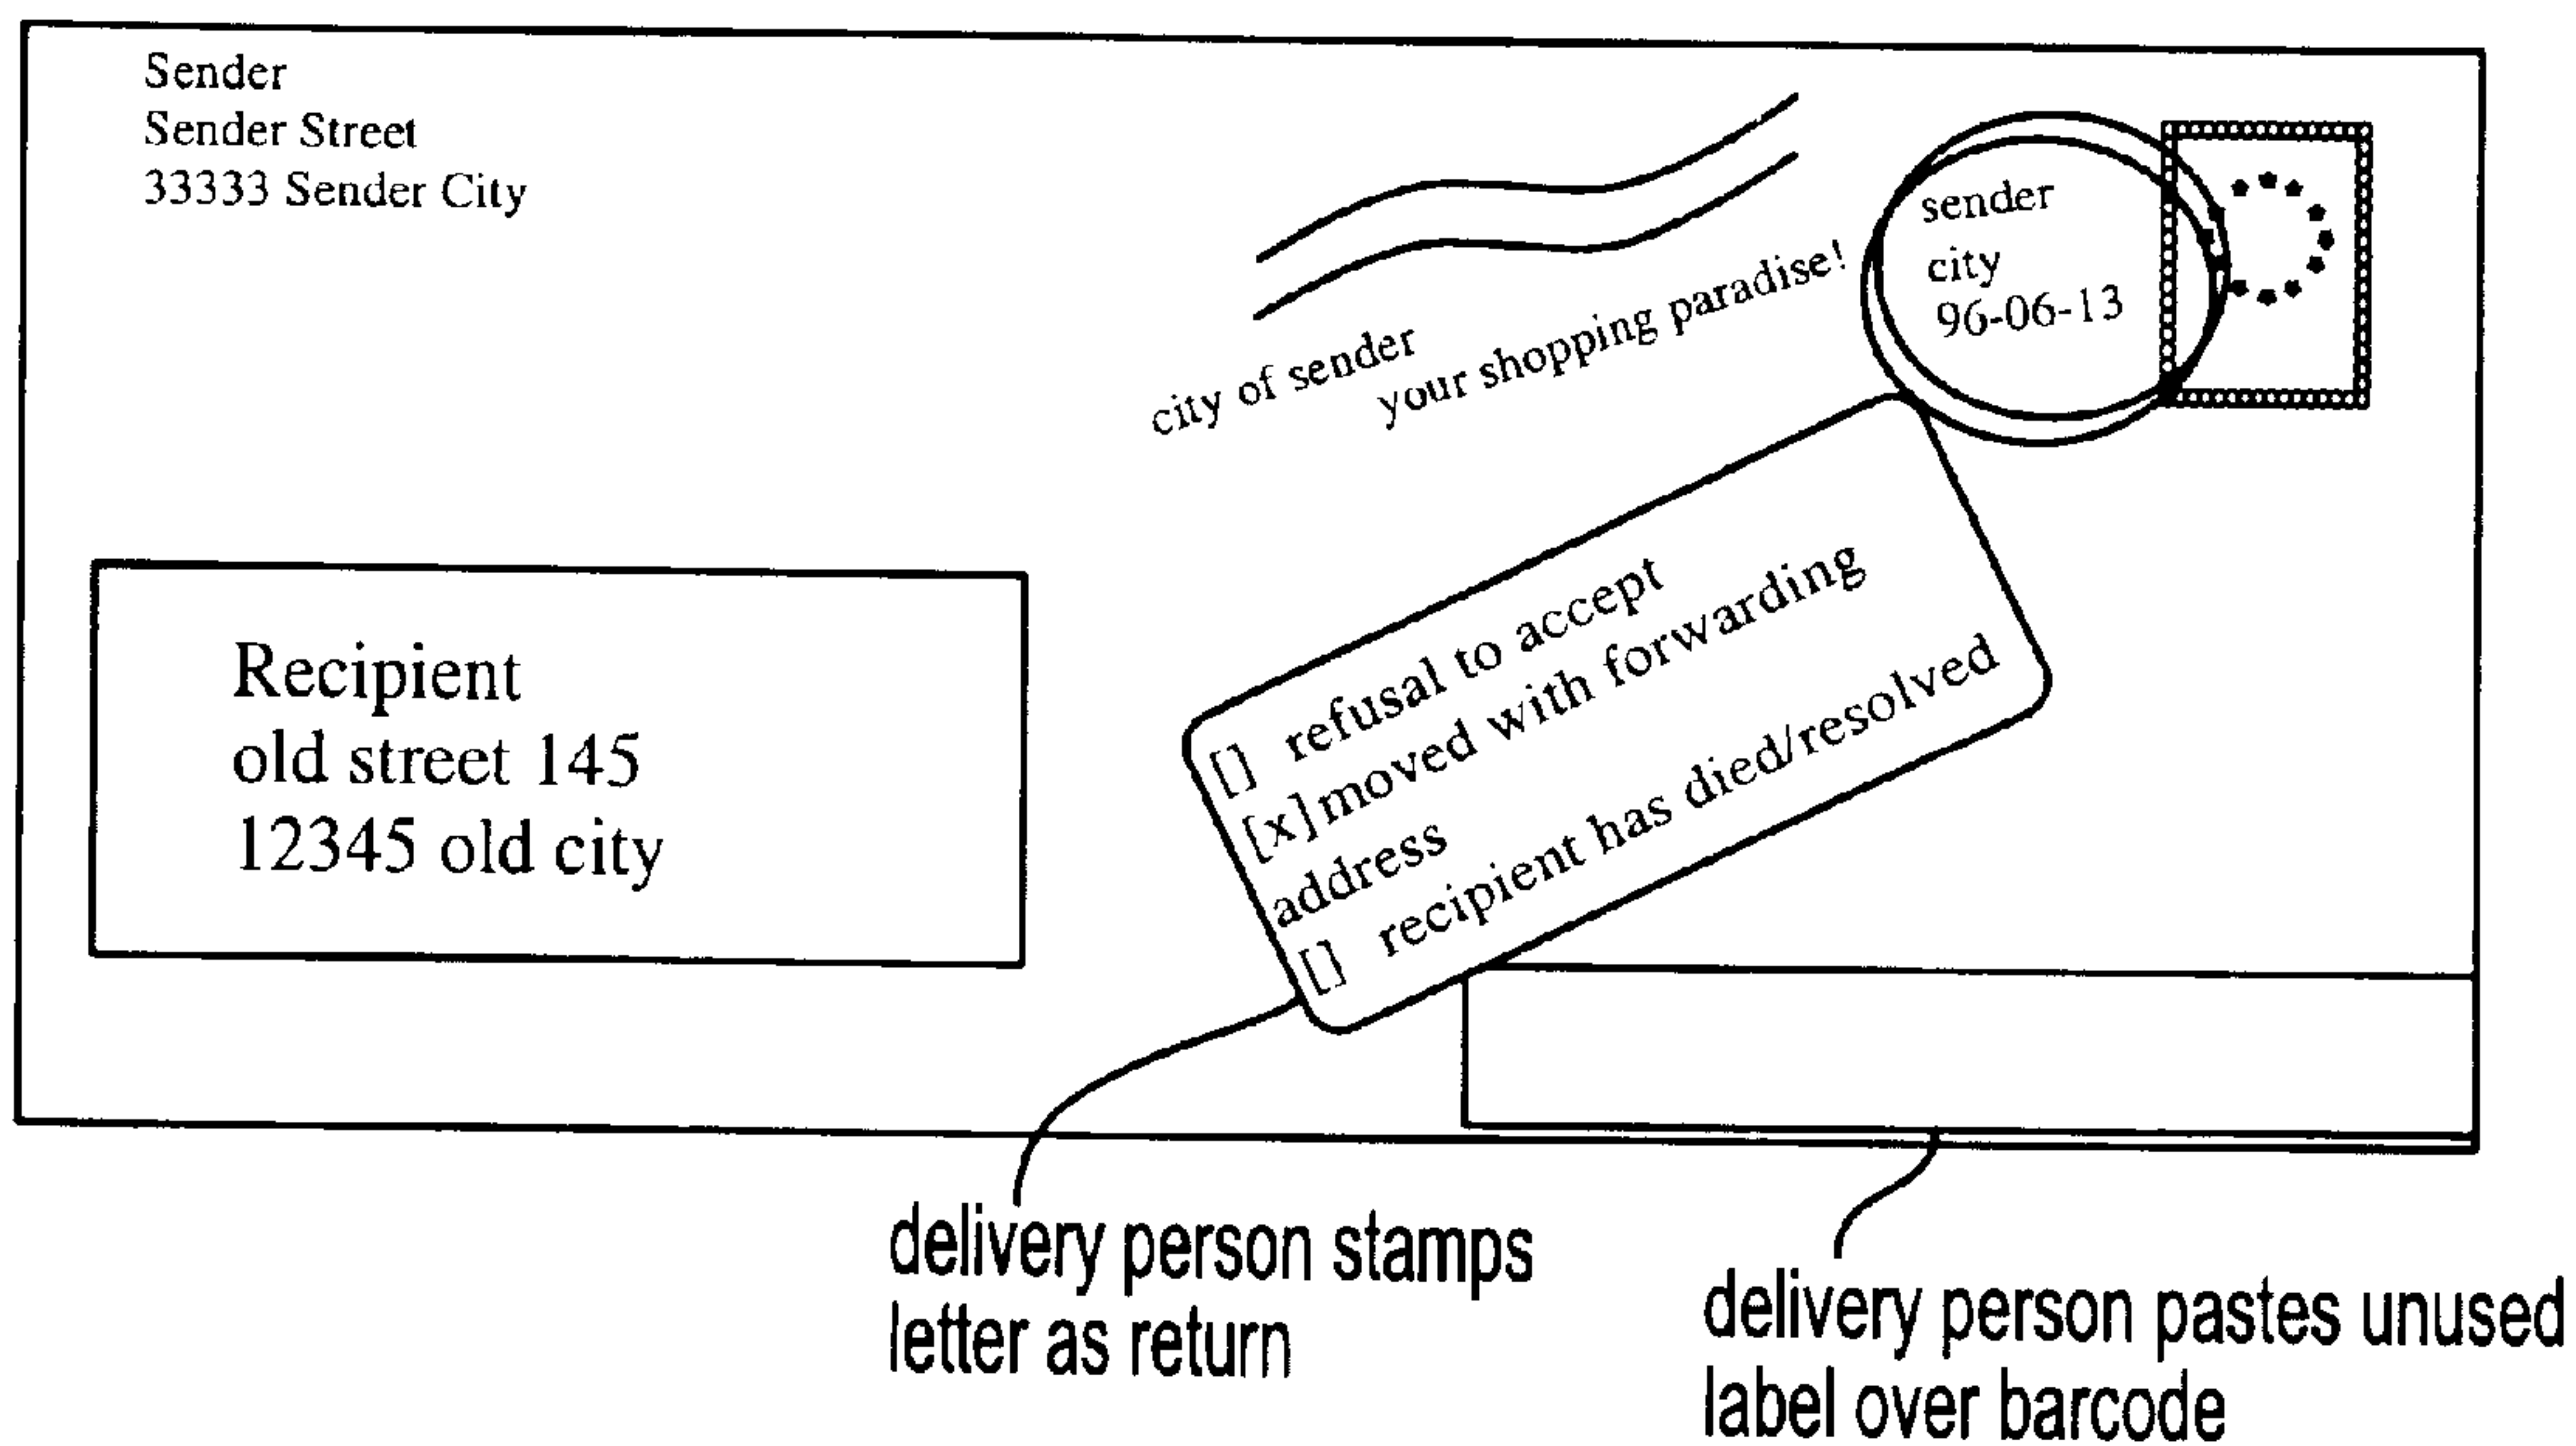 Sender
Sender Street
33333 Sender City
sender
city
96-06-13
city of sender
your shopping paradise!
Recipient
old street 145
12345 old city
[] refusal to accept
[x]moved with forwarding
address
[] recipient has died/resolved
delivery person stamps
letter as return
delivery person pastes unused
label over barcode